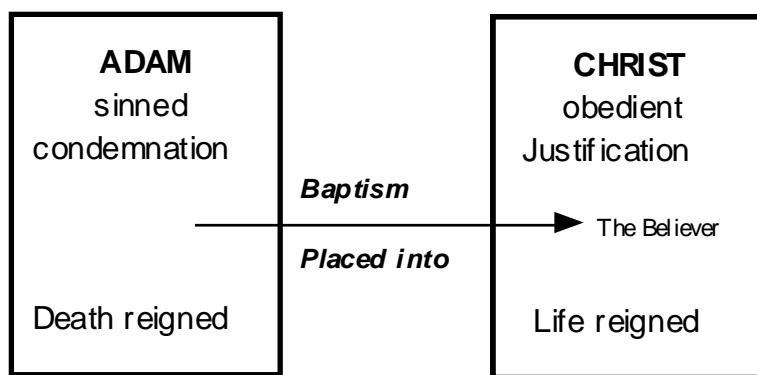 ADAM
sinned
condemnation
Death reigned
Baptism
Placed into
CHRIST
obedient
Justification
The Believer
Life reigned